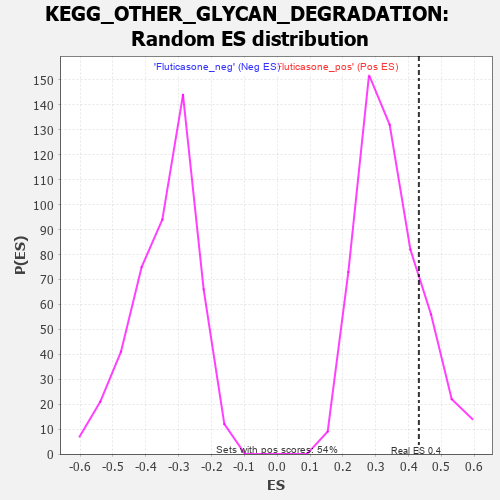 KEGG_OTHER_GLYCAN_DEGRADATION:
Random ES distribution
'Fluticasone_neg' (Neg ES)
'Fluticasone_pos' (Pos ES)
150
140
130
120
110
100
90
80
70
60
50
40
30
20
10
0
P(ES)
Sets with pos scores: 54%
Real ES 0.4
-0.6 -0.5 -0.4 -0.3 -0.2 -0.1 0.0 0.1 0.2 0.3 0.4 0.5 0.6
ES